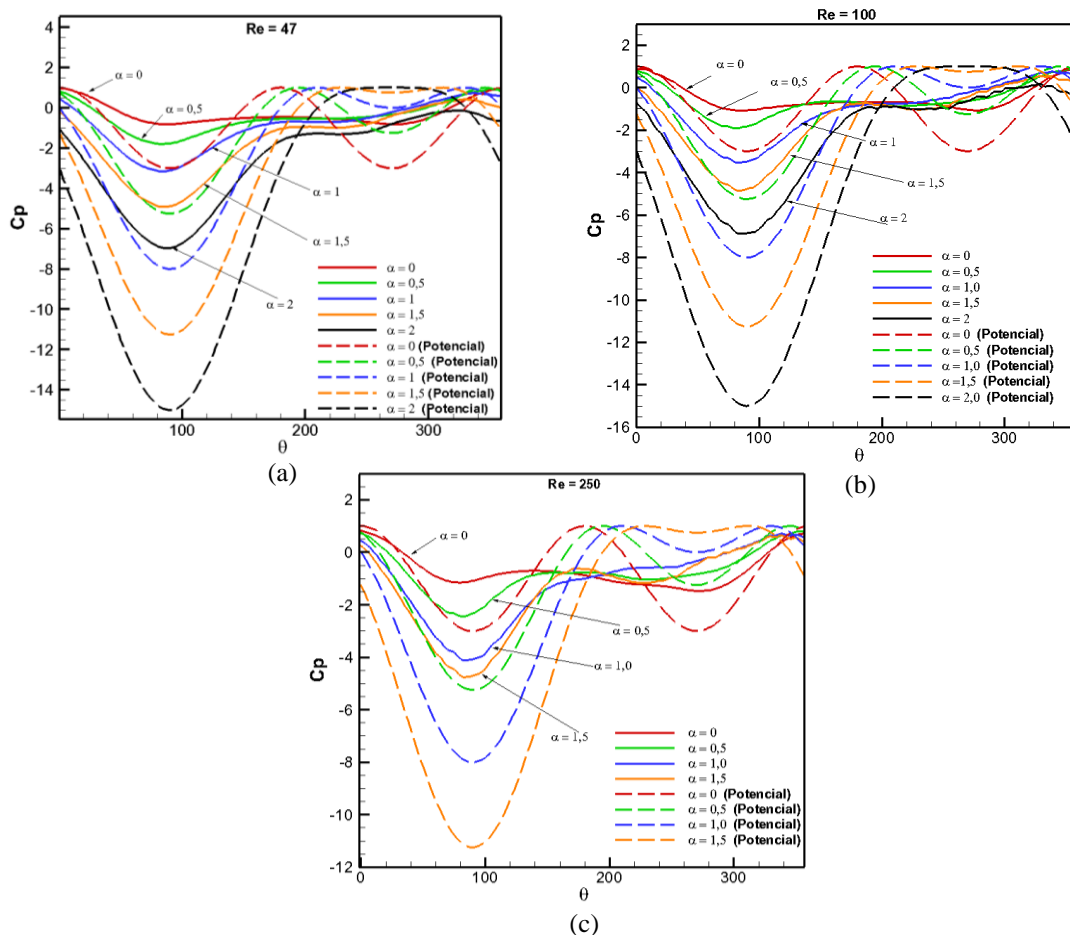 Re = 47
4
2
0
-2
-4
-6
-8
-10
-12
-14
Cp
100
200
300
θ
α = 0
α = 0,5
α = 1
α = 1,5
α = 2
α = 0
α = 0,5
α = 1
α = 1,5
α = 2
α = 0 (Potencial)
α = 0,5 (Potencial)
α = 1 (Potencial)
α = 1,5 (Potencial)
α = 2 (Potencial)
(a)
Re = 100
2
0
-2
-4
-6
-8
-10
-12
-14
-16
Cp
0
100
200
300
θ
α = 0
α = 0,5
α = 1
α = 1,5
α = 2
α = 0
α = 0,5
α = 1,0
α = 1,5
α = 2
α = 0 (Potencial)
α = 0,5 (Potencial)
α = 1,0 (Potencial)
α =1,5 (Potencial)
α = 2,0 (Potencial)
(b)
Re = 250
2
0
-2
-4
-6
-8
-10
-12
Cp
0
100
200
300
θ
α = 0
α = 0,5
α = 1,0
α = 1,5
α = 0
α = 0,5
α = 1,0
α = 1,5
α = 0 (Potencial)
α = 0,5 (Potencial)
α = 1,0 (Potencial)
α = 1,5 (Potencial)
(c)